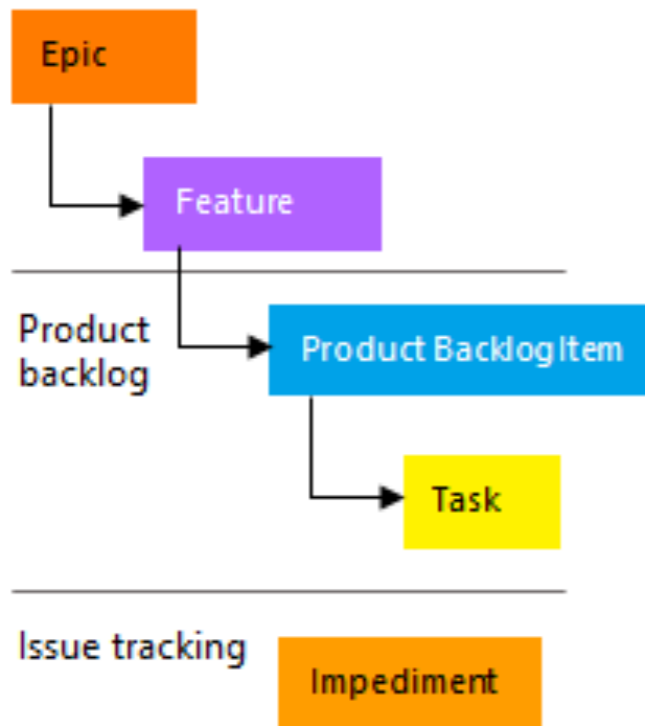 Epic
Feature
Product
backlog
Product Backlog Item
Task
Issue tracking
Impediment